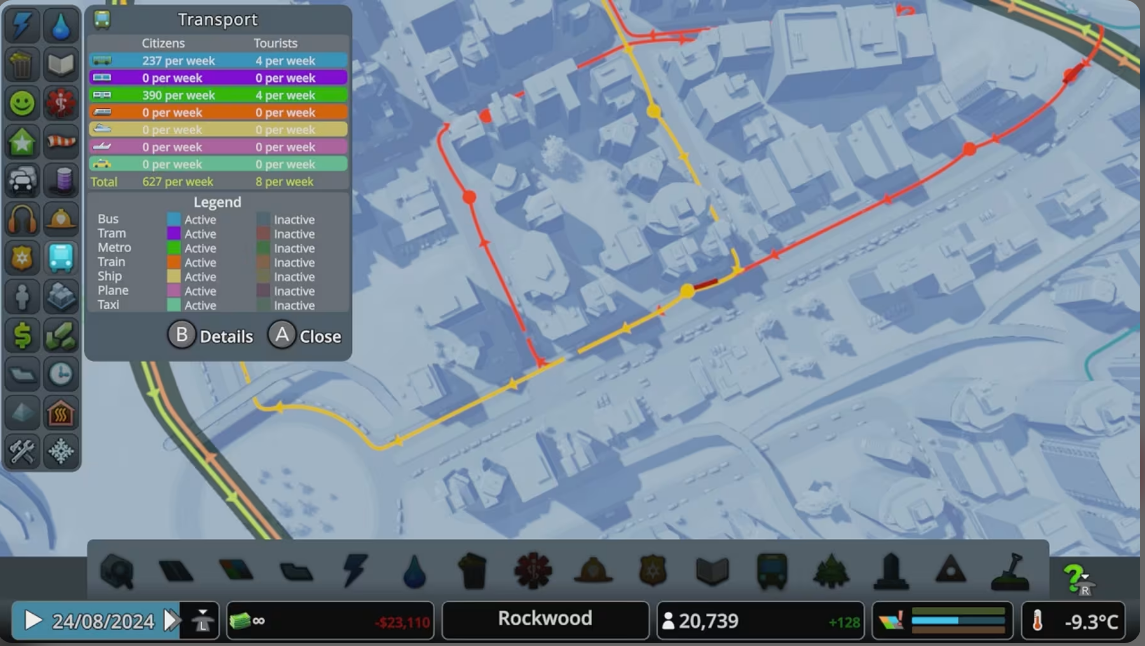 Transport
Citizens Tourists
237 per week 4 per week
0 per week 0 per week
390 per week 4 per week
0 per week 0 per week
0 per week 0 per week
0 per week 0 per week
0 per week 0 per week
Total 627 per week 8 per week
Legend
Bus Active Inactive
Tram Active Inactive
Metro Active Inactive
Train Active Inactive
Ship Active Inactive
Plane Active Inactive
Taxi Active Inactive
B Details A Close
24/08/2024 L ∞ -$23,110 Rockwood 20,739 +128 R -9.3°C